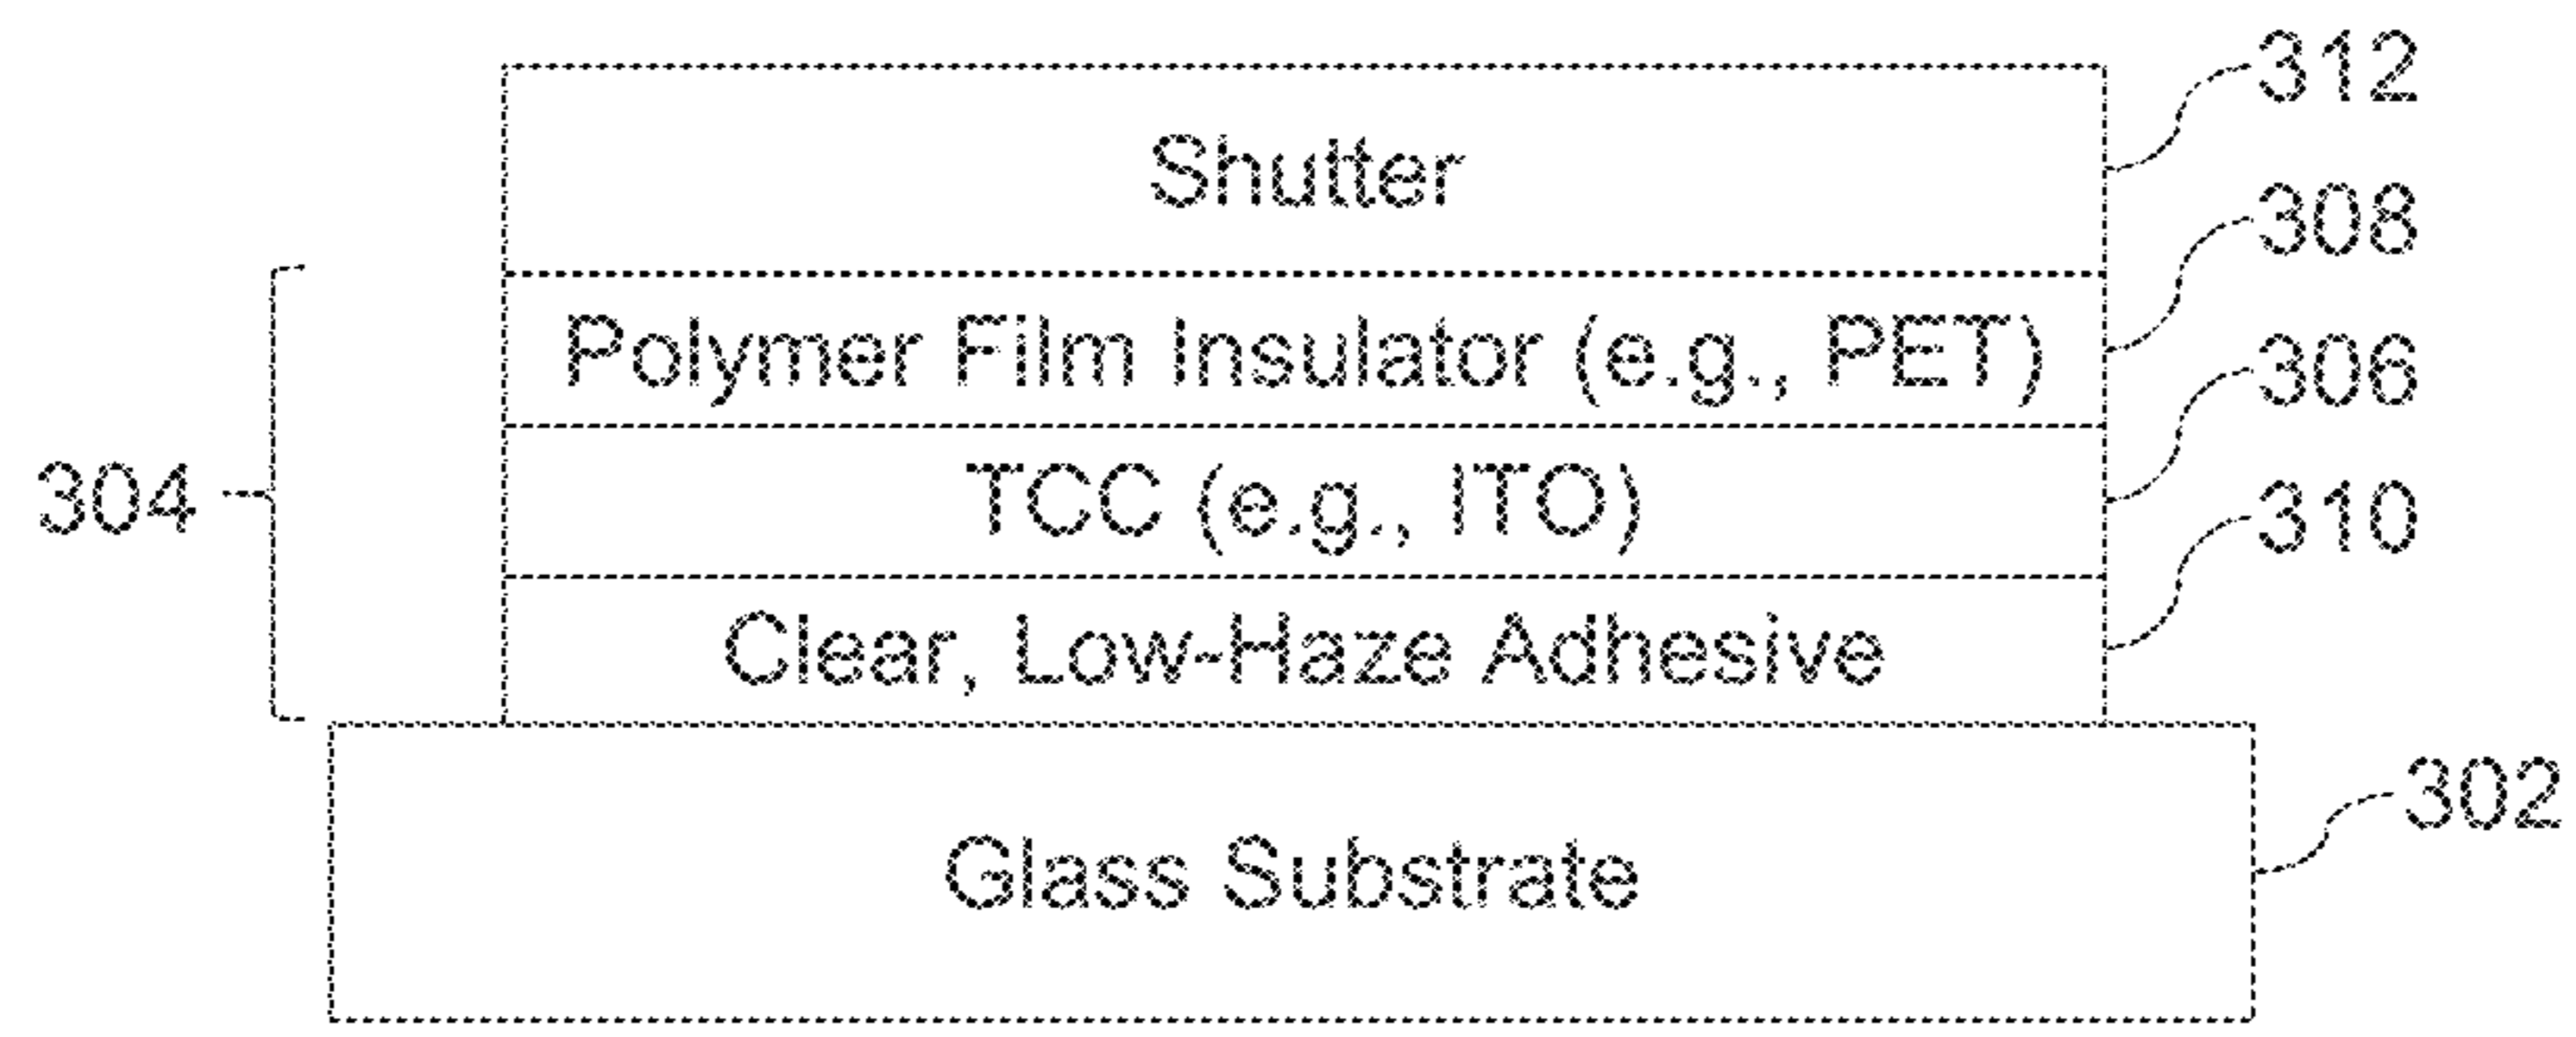 312
Shutter
308
Polymer Film Insulator (e.g., PET)
306
304
TCC (e.g., ITO)
310
Clear, Low-Haze Adhesive
302
Glass Substrate